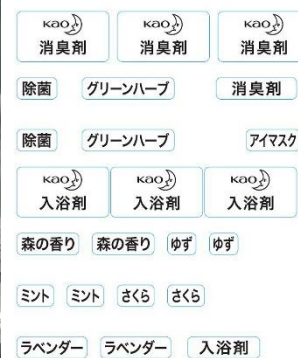 Kao Kao Kao
消臭剤 消臭剤 消臭剤
除菌 グリーンハーブ 消臭剤
除菌 グリーンハーブ アイマスク
Kao Kao Kao
入浴剤 入浴剤 入浴剤
森の香り 森の香り ゆず ゆず
ミント ミント さくら さくら
ラベンダー ラベンダー 入浴剤